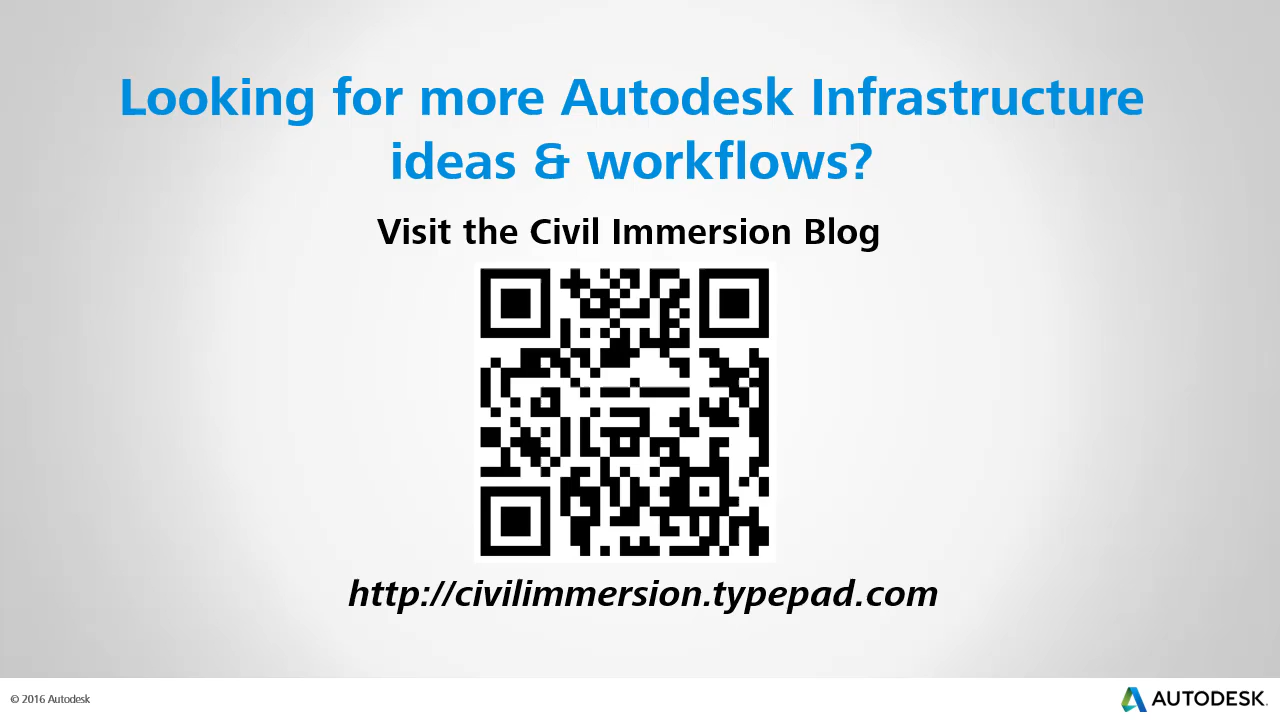 Looking for more Autodesk Infrastructure
ideas & workflows?
Visit the Civil Immersion Blog
http://civilimmersion.typepad.com
© 2016 Autodesk
AUTODESK.